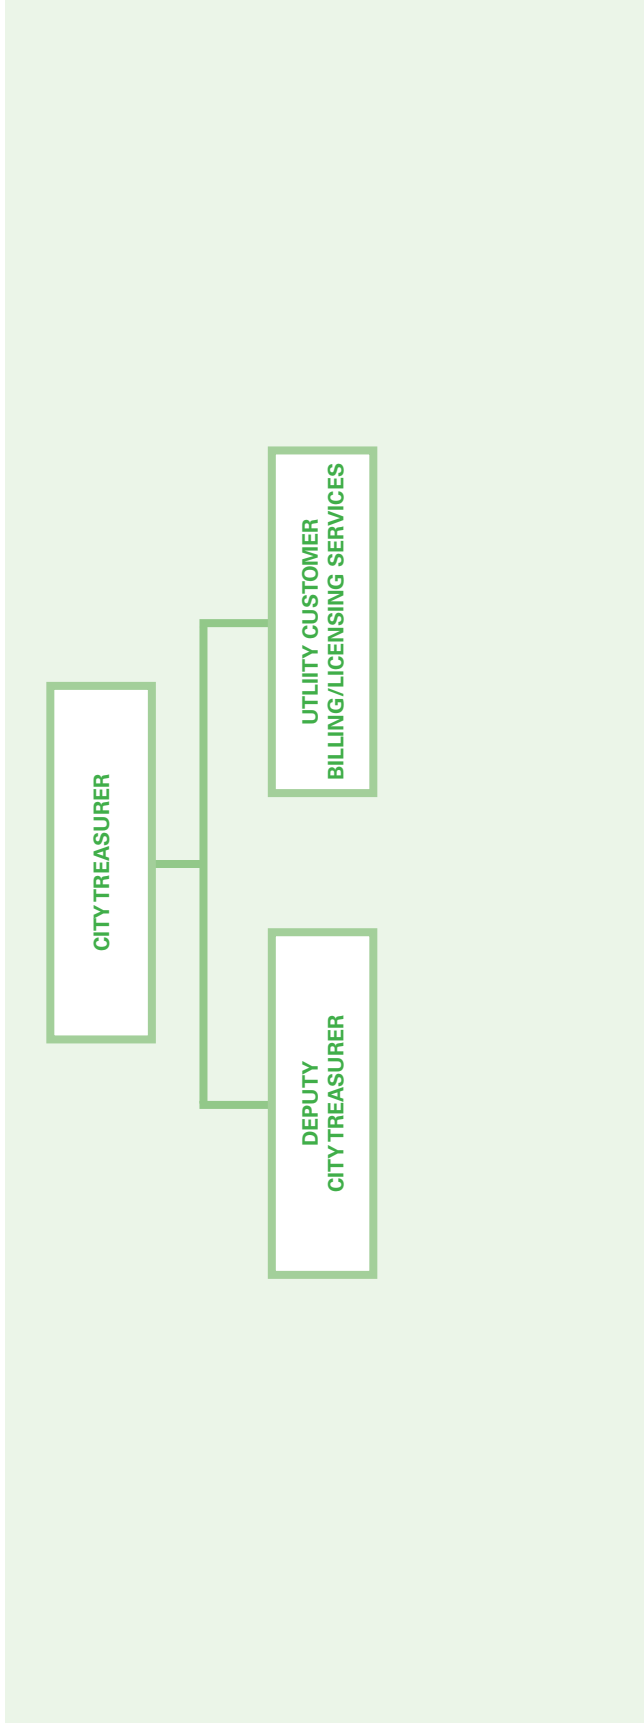 CITY TREASURER
DEPUTY
CITY TREASURER
UTLIITY CUSTOMER
BILLING/LICENSING SERVICES